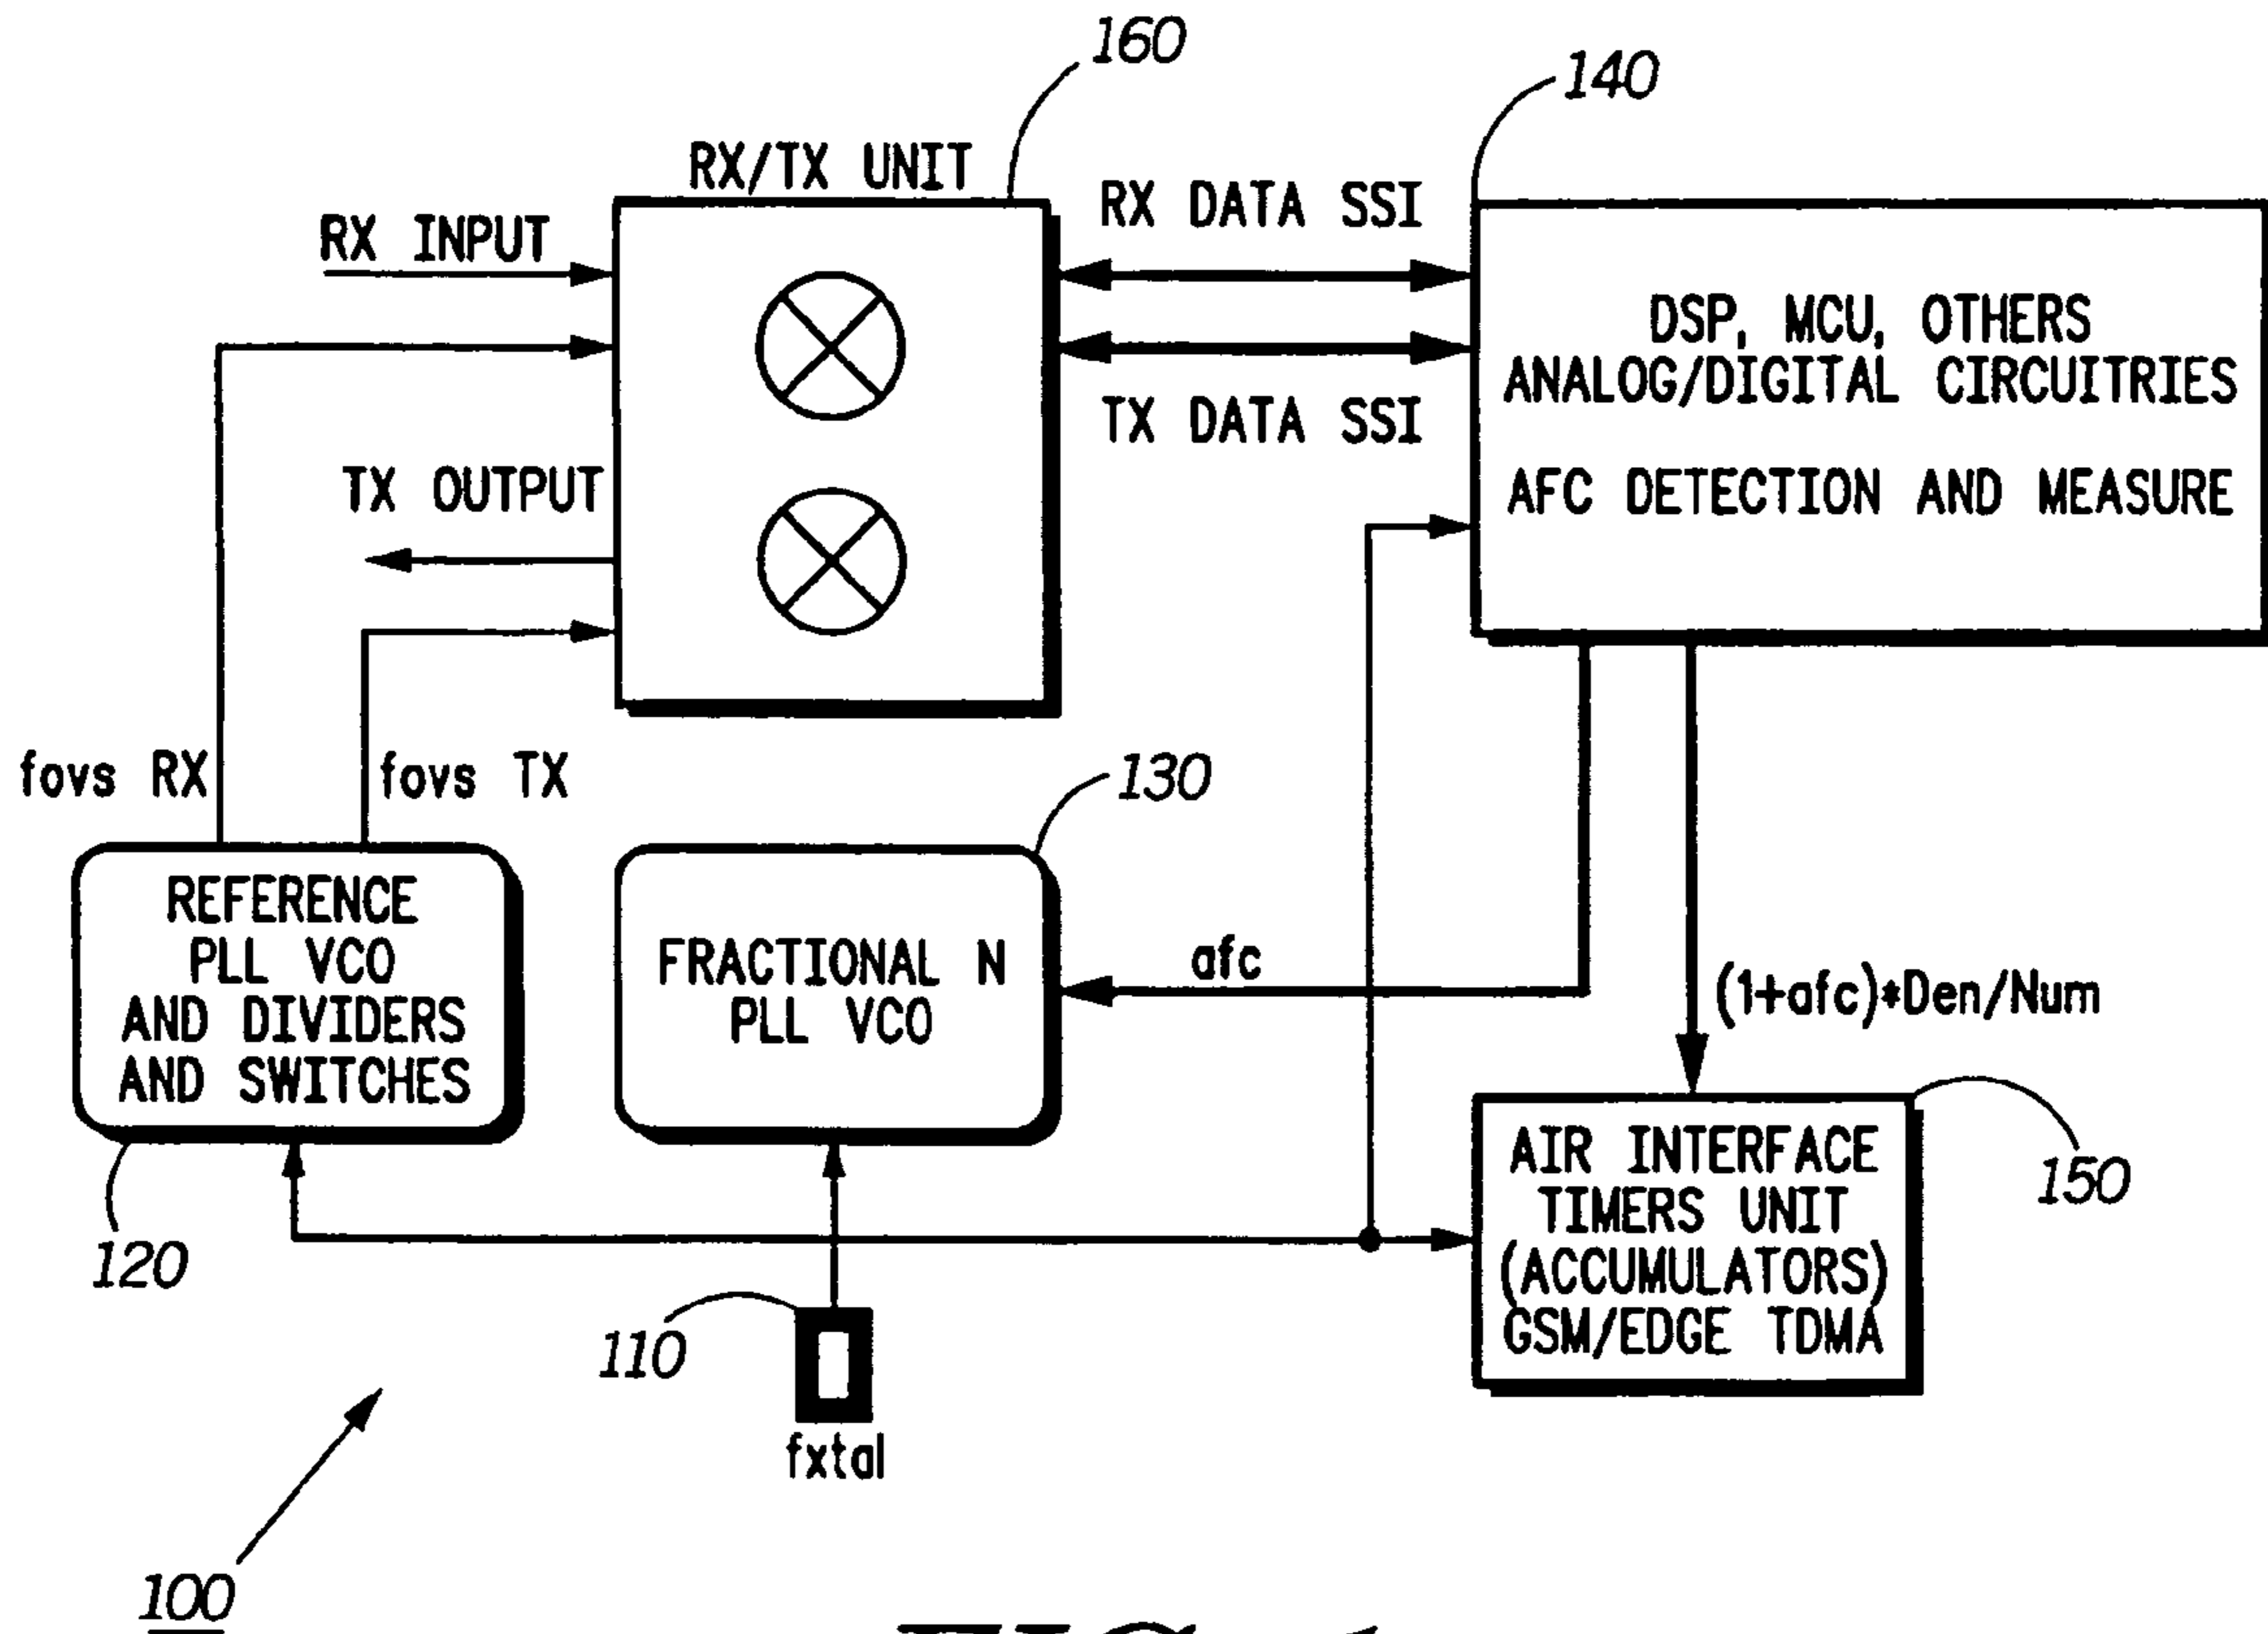 160
140
RX/TX UNIT
RX INPUT
RX DATA SSI
DSP, MCU, OTHERS
ANALOG/DIGITAL CIRCUITRIES
TX DATA SSI
AFC DETECTION AND MEASURE
TX OUTPUT
fovs RX
fovs TX
130
REFERENCE
PLL VCO
AND DIVIDERS
AND SWITCHES
FRACTIONAL N
PLL VCO
afc
(1+afc)*Den/Num
AIR INTERFACE
TIMERS UNIT
(ACCUMULATORS)
GSM/EDGE TDMA
150
120
110
fxtal
100